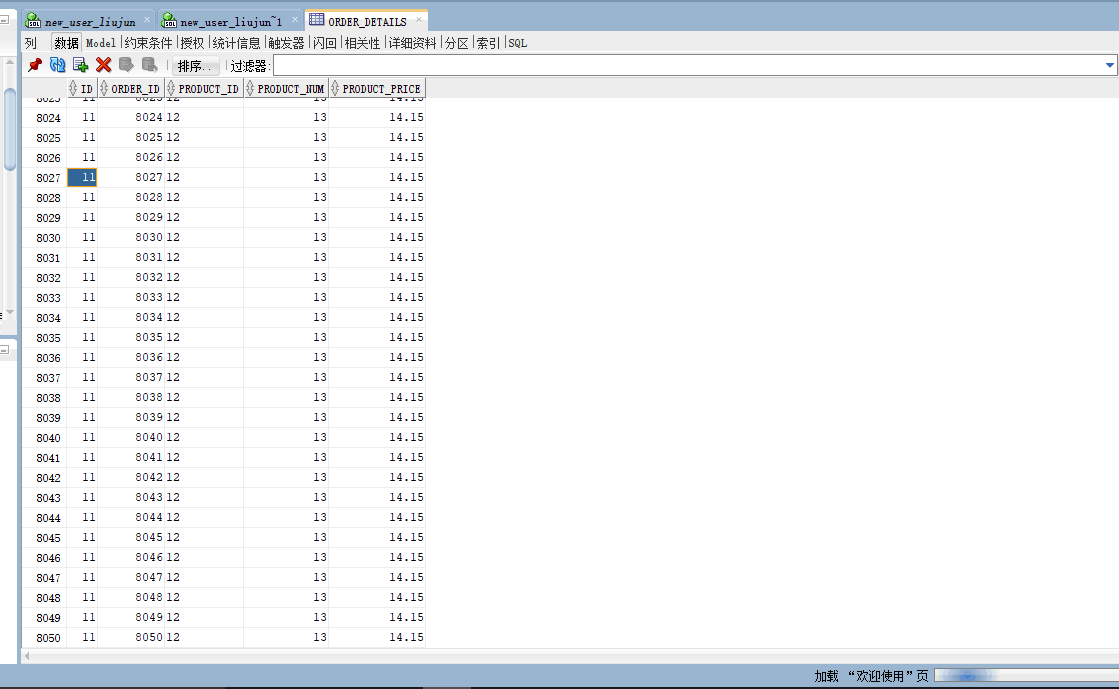 new_user_liujun new_user_liujun~1 ORDER_DETAILS
列 数据 Model 约束条件 授权 统计信息 触发器 闪回 相关性 详细资料 分区 索引 SQL
排序.. 过滤器:
ID ORDER_ID PRODUCT_ID PRODUCT_NUM PRODUCT_PRICE
8023 11 8023 12 13 14.15
8024 11 8024 12 13 14.15
8025 11 8025 12 13 14.15
8026 11 8026 12 13 14.15
8027 11 8027 12 13 14.15
8028 11 8028 12 13 14.15
8029 11 8029 12 13 14.15
8030 11 8030 12 13 14.15
8031 11 8031 12 13 14.15
8032 11 8032 12 13 14.15
8033 11 8033 12 13 14.15
8034 11 8034 12 13 14.15
8035 11 8035 12 13 14.15
8036 11 8036 12 13 14.15
8037 11 8037 12 13 14.15
8038 11 8038 12 13 14.15
8039 11 8039 12 13 14.15
8040 11 8040 12 13 14.15
8041 11 8041 12 13 14.15
8042 11 8042 12 13 14.15
8043 11 8043 12 13 14.15
8044 11 8044 12 13 14.15
8045 11 8045 12 13 14.15
8046 11 8046 12 13 14.15
8047 11 8047 12 13 14.15
8048 11 8048 12 13 14.15
8049 11 8049 12 13 14.15
8050 11 8050 12 13 14.15
加载 “欢迎使用”页